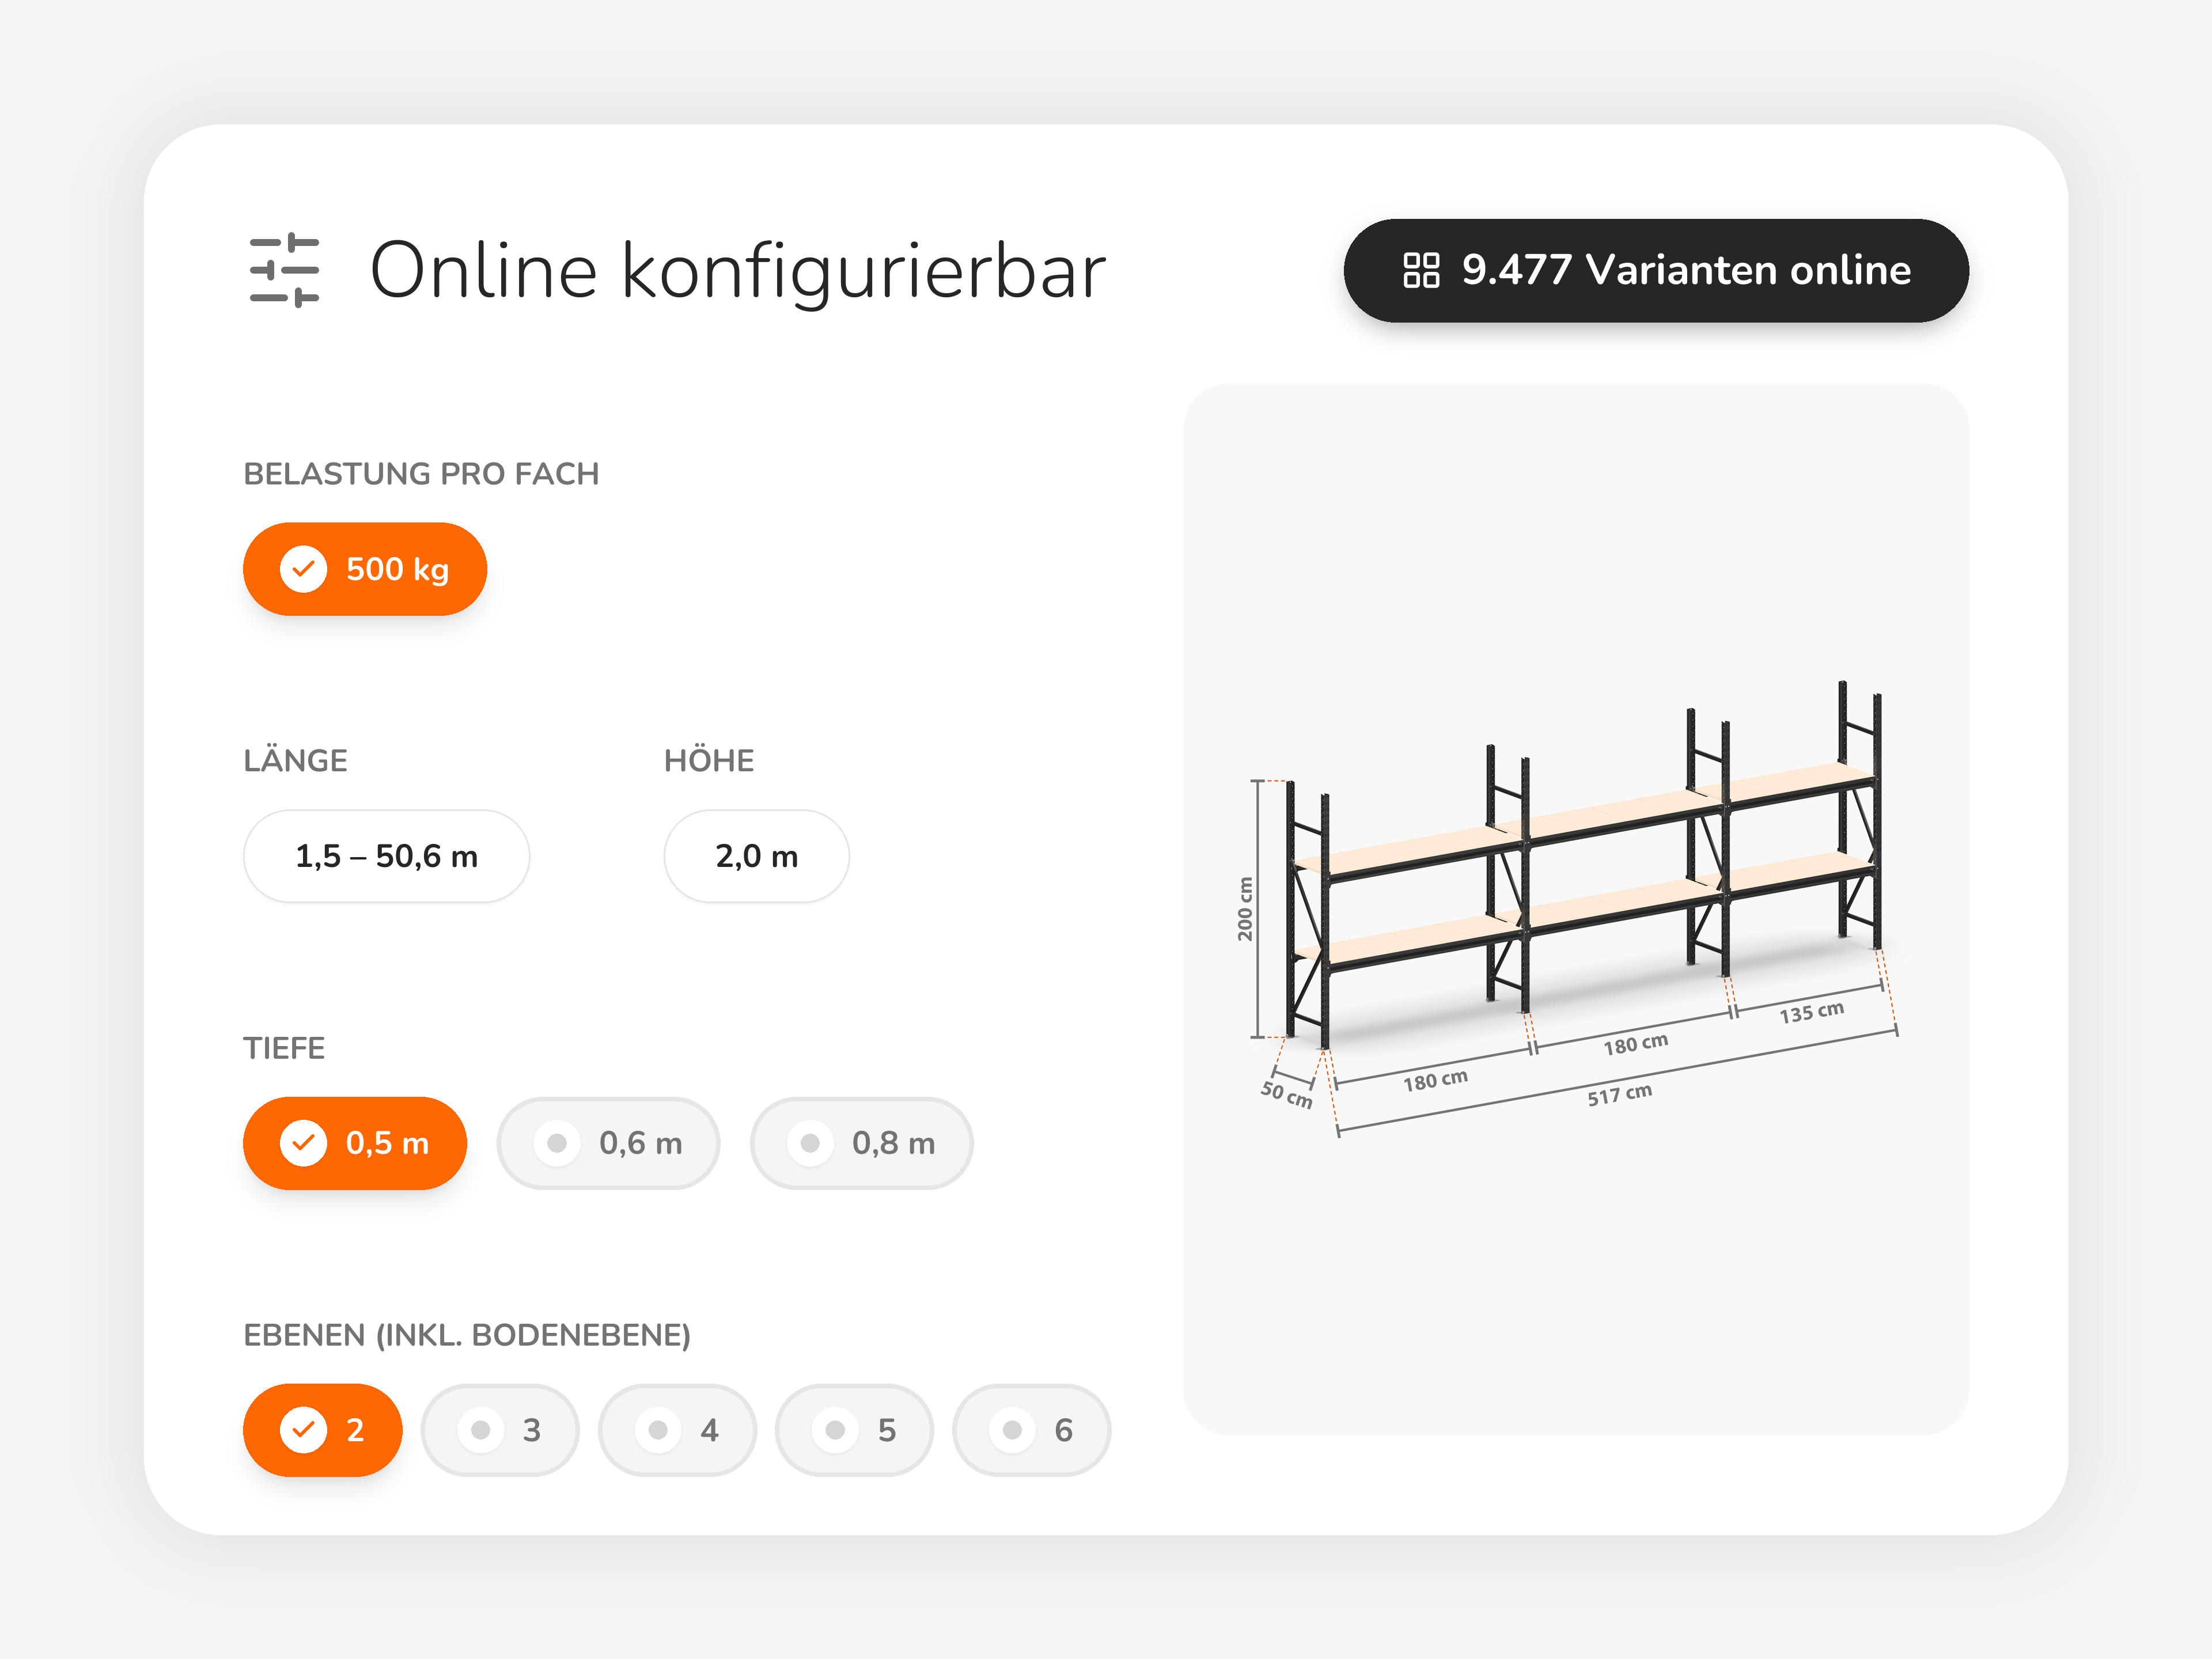 Online konfigurierbar
9.477 Varianten online
BELASTUNG PRO FACH
500 kg
LÄNGE
HÖHE
1,5 – 50,6 m
2,0 m
TIEFE
0,5 m
0,6 m
0,8 m
EBENEN (INKL. BODENEBENE)
2
3
4
5
6
200 cm
50 cm
180 cm
180 cm
135 cm
517 cm